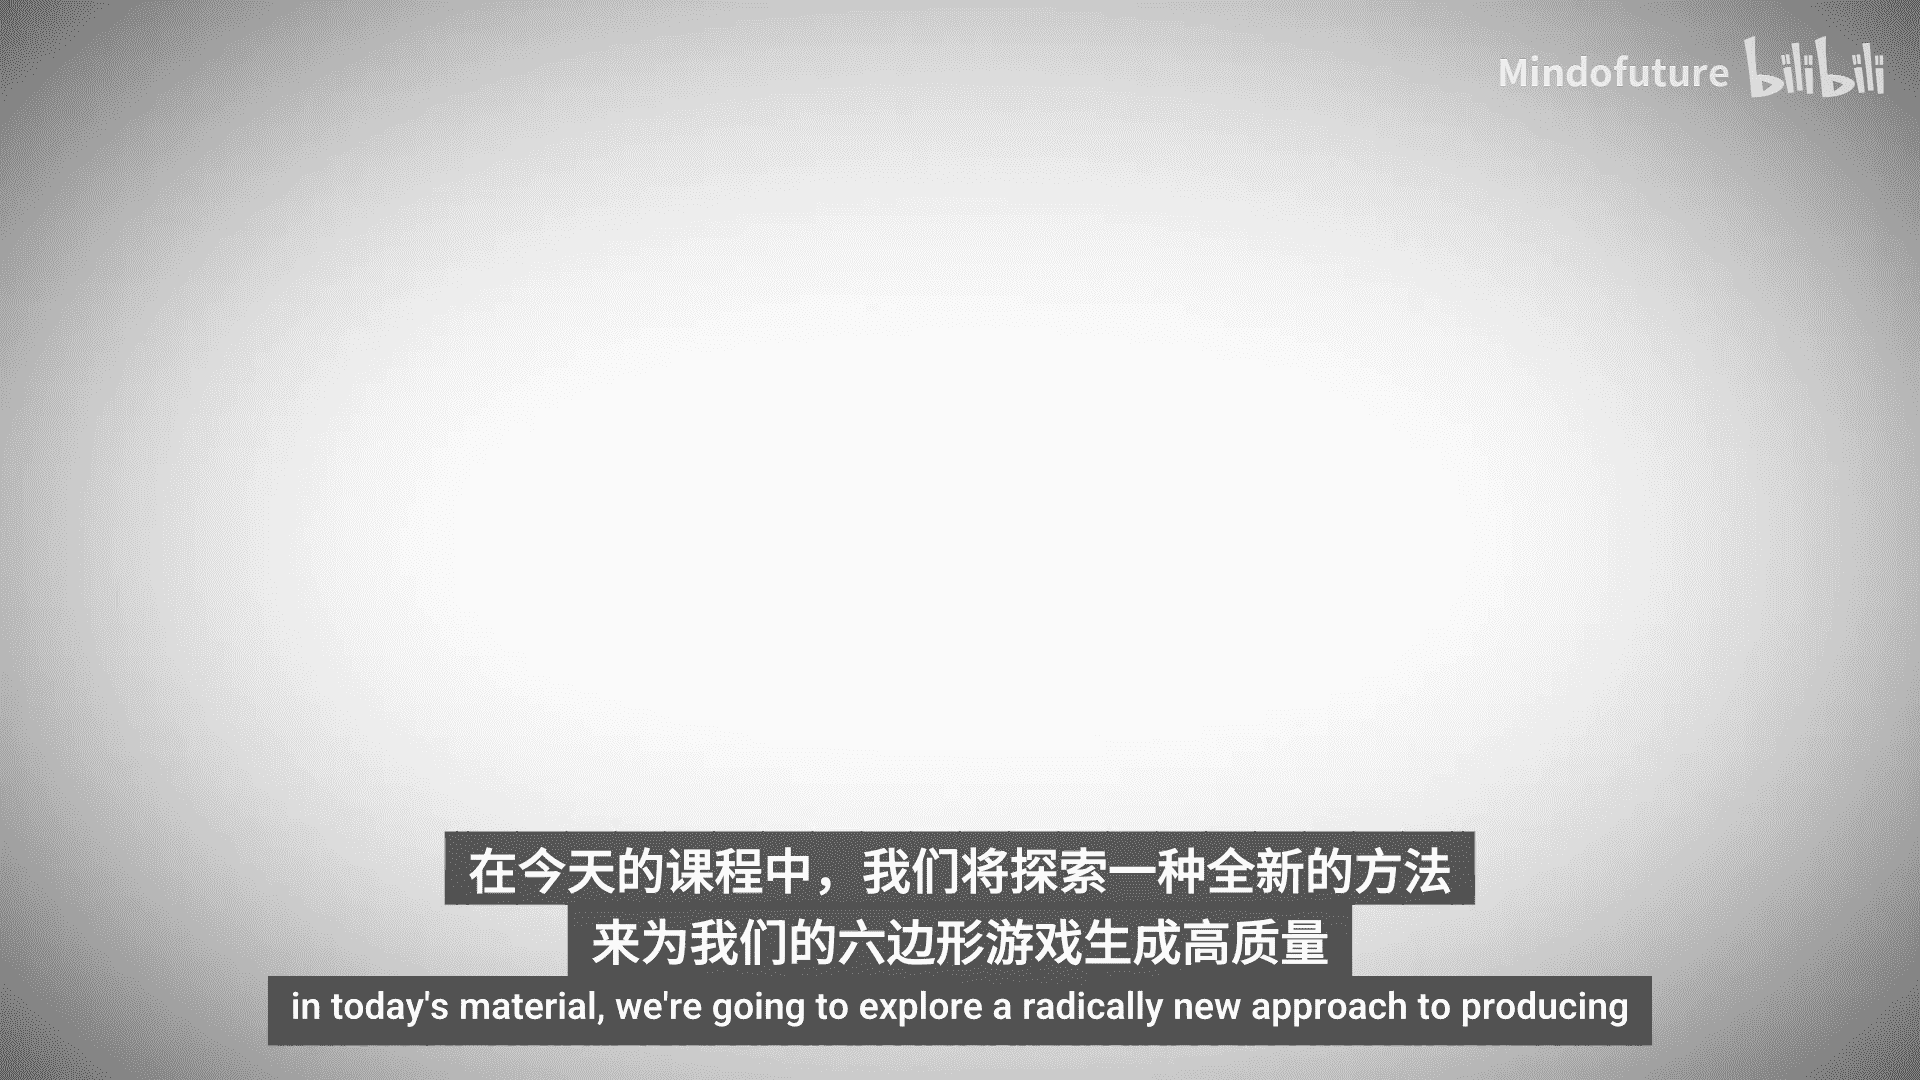 Mindofuture bilibili
在今天的课程中，我们将探索一种全新的方法
来为我们的六边形游戏生成高质量
in today's material, we're going to explore a radically new approach to producing